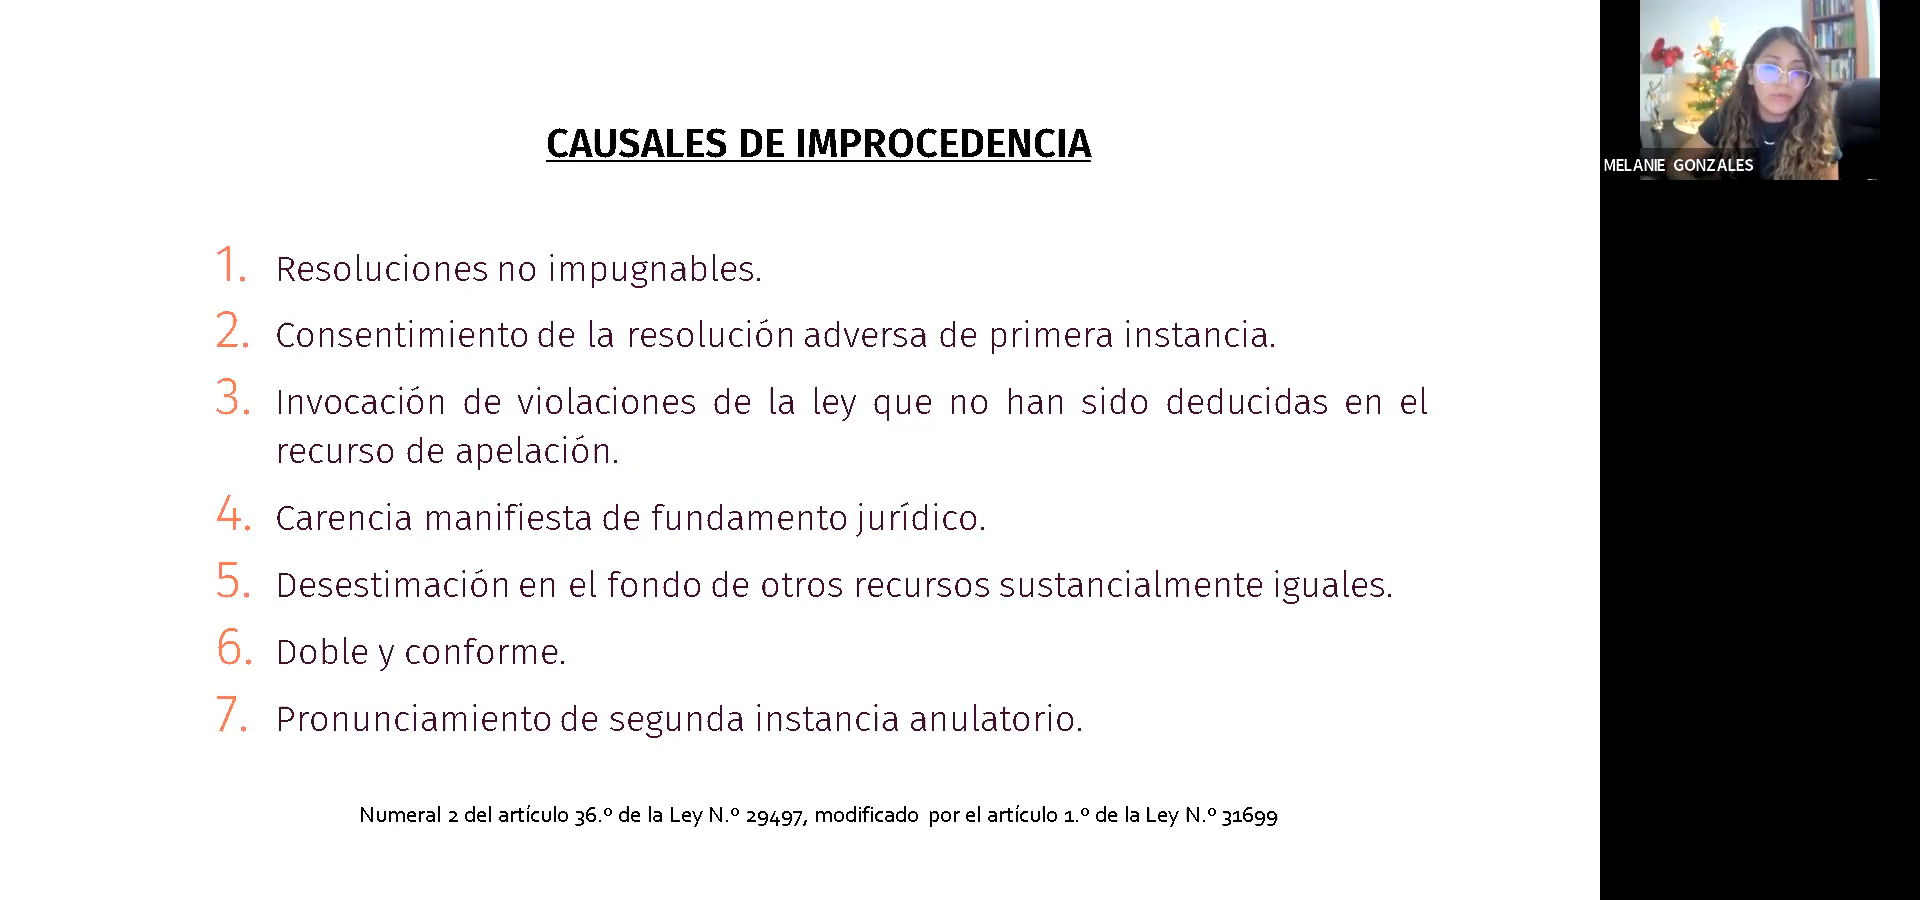 CAUSALES DE IMPROCEDENCIA
MELANIE GONZALES
1. Resoluciones no impugnables.
2. Consentimiento de la resolución adversa de primera instancia.
3. Invocación de violaciones de la ley que no han sido deducidas en el
recurso de apelación.
4. Carencia manifiesta de fundamento jurídico.
5. Desestimación en el fondo de otros recursos sustancialmente iguales.
6. Doble y conforme.
7. Pronunciamiento de segunda instancia anulatorio.
Numeral 2 del artículo 36.º de la Ley N.º 29497, modificado por el artículo 1.º de la Ley N.º 31699